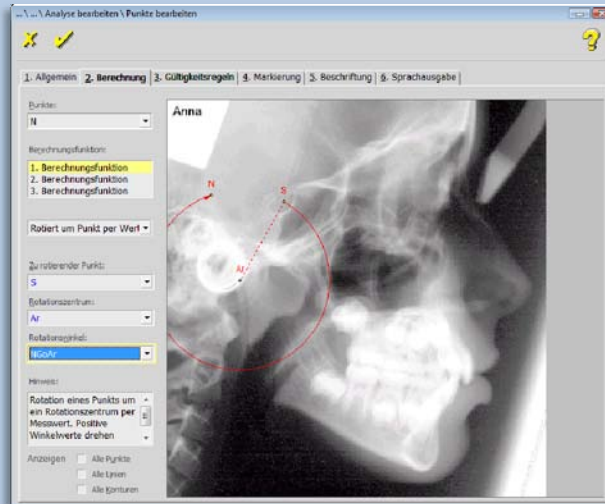 ...\ ... \ Analyse bearbeiten \ Punkte bearbeiten
1. Allgemein
2. Berechnung
3. Gültigkeitsregeln
4. Markierung
5. Beschriftung
6. Sprachausgabe
Punkte:
N
Berechnungsfunktion:
1. Berechnungsfunktion
2. Berechnungsfunktion
3. Berechnungsfunktion
Rotiert um Punkt per Wert
Zu rotierender Punkt:
S
Rotationszentrum:
Ar
Rotationswinkel:
NGoAr
Hinweis:
Rotation eines Punkts um
ein Rotationszentrum per
Messwert. Positive
Winkelwerte drehen
Anzeigen
Alle Punkte
Alle Linien
Alle Konturen
Anna
N
S
Ar